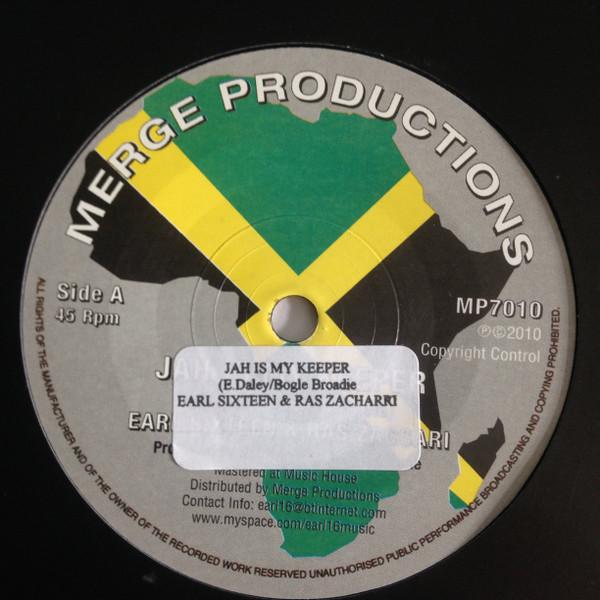 MERGE PRODUCTIONS
Side A
45 Rpm
MP7010
℗©2010
Copyright Control
JAH IS MY KEEPER
(E.Daley/Bogle Broadie
EARL SIXTEEN & RAS ZACHARRI
Mastered at Music House
Distributed by Merge Productions
Contact Info: earl16@btinternet.com
www.myspace.com/earl16music
ALL RIGHTS OF THE MANUFACTURER AND OF THE OWNER OF THE RECORDED WORK RESERVED UNAUTHORISED PUBLIC PERFORMANCE BROADCASTING AND COPYING PROHIBITED.